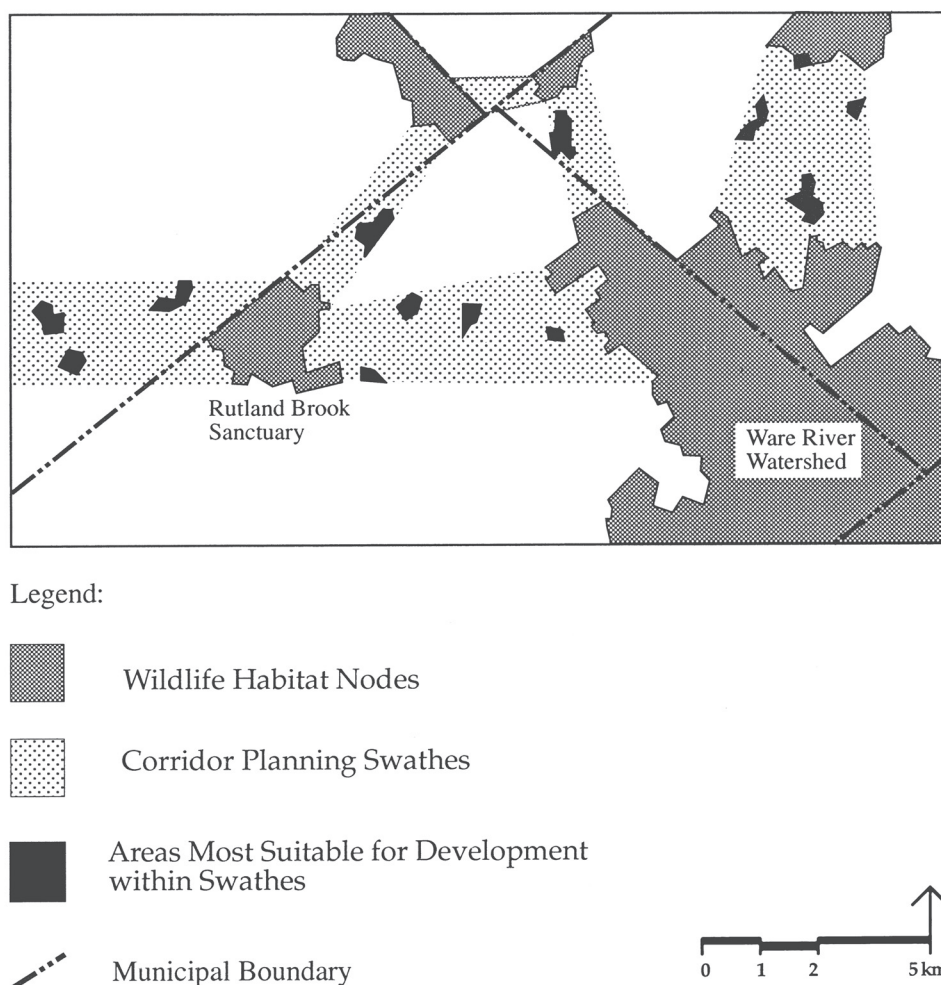 Rutland Brook
Sanctuary
Ware River
Watershed
Legend:
Wildlife Habitat Nodes
Corridor Planning Swathes
Areas Most Suitable for Development
within Swathes
Municipal Boundary
0 1 2 5 km